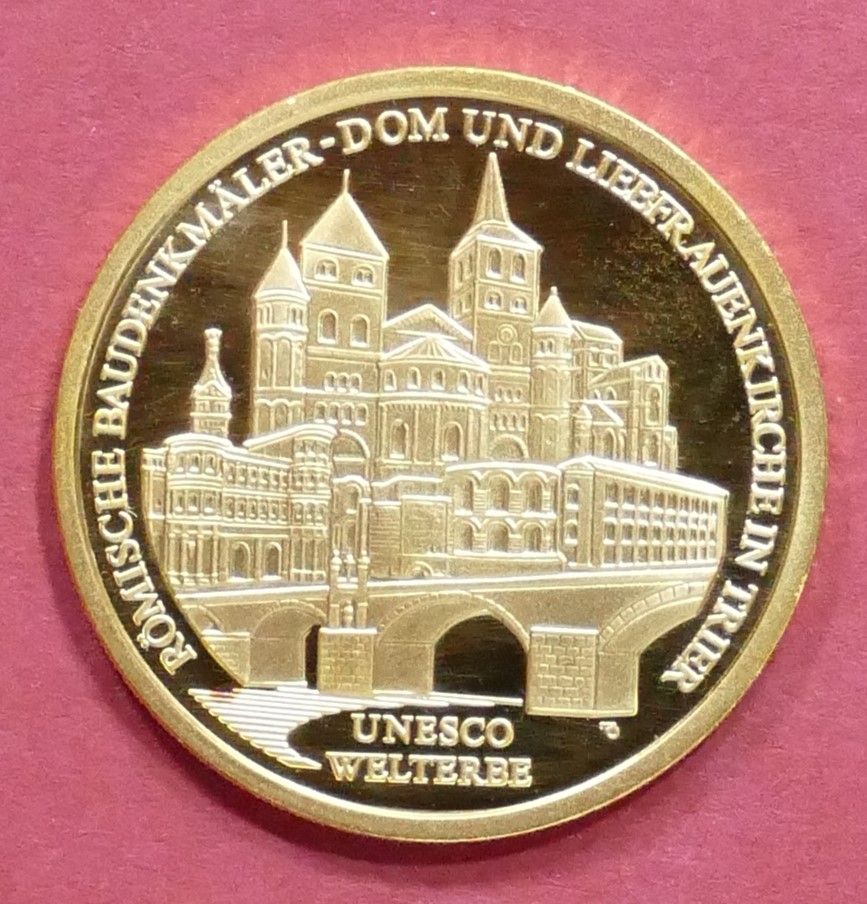 RÖMISCHE BAUDENKMÄLER-DOM UND LIEBFRAUENKIRCHE IN TRIER
UNESCO
WELTERBE